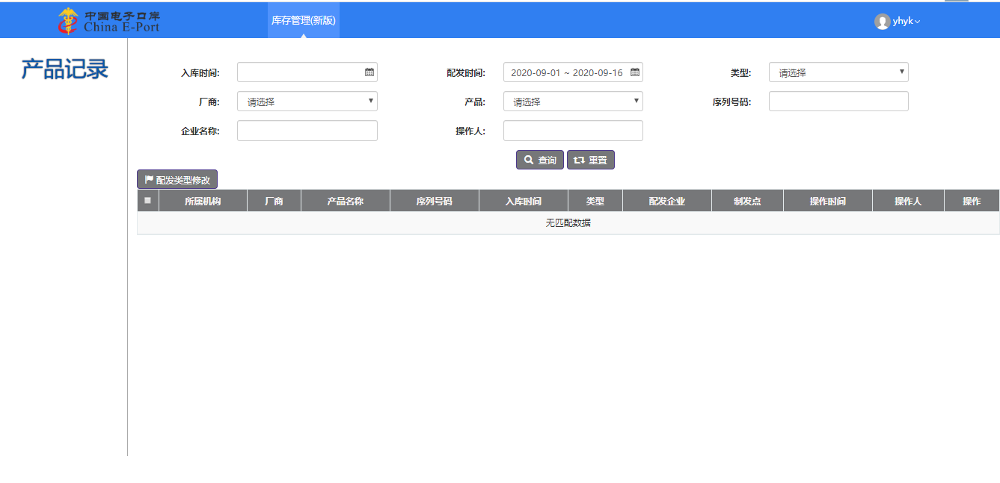 中国电子口岸
China E-Port
库存管理(新版)
yhyk
产品记录
入库时间:
配发时间: 2020-09-01 ~ 2020-09-16
类型: 请选择
厂商: 请选择
产品: 请选择
序列号码:
企业名称:
操作人:
查询 重置
配发类型修改
所属机构 厂商 产品名称 序列号码 入库时间 类型 配发企业 制发点 操作时间 操作人 操作
无匹配数据